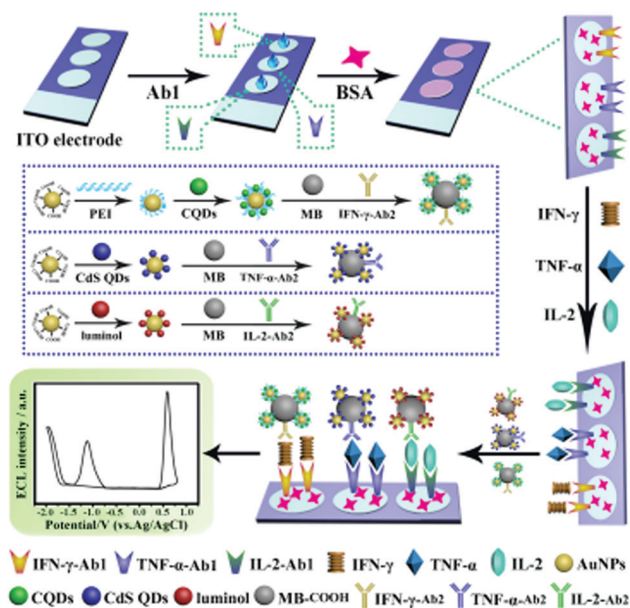 Ab1
BSA
ITO electrode
COOH
PEI
CQDs
MB
IFN-γ-Ab2
COOH
CdS QDs
MB
TNF-α-Ab2
COOH
luminol
MB
IL-2-Ab2
IFN-γ
TNF-α
IL-2
ECL intensity / a.u.
-2.0 -1.5 -1.0 -0.5 0.0 0.5 1.0
Potential/V (vs.Ag/AgCl)
IFN-γ-Ab1 TNF-α-Ab1 IL-2-Ab1 IFN-γ TNF-α IL-2 AuNPs
CQDs CdS QDs luminol MB-COOH IFN-γ-Ab2 TNF-α-Ab2 IL-2-Ab2